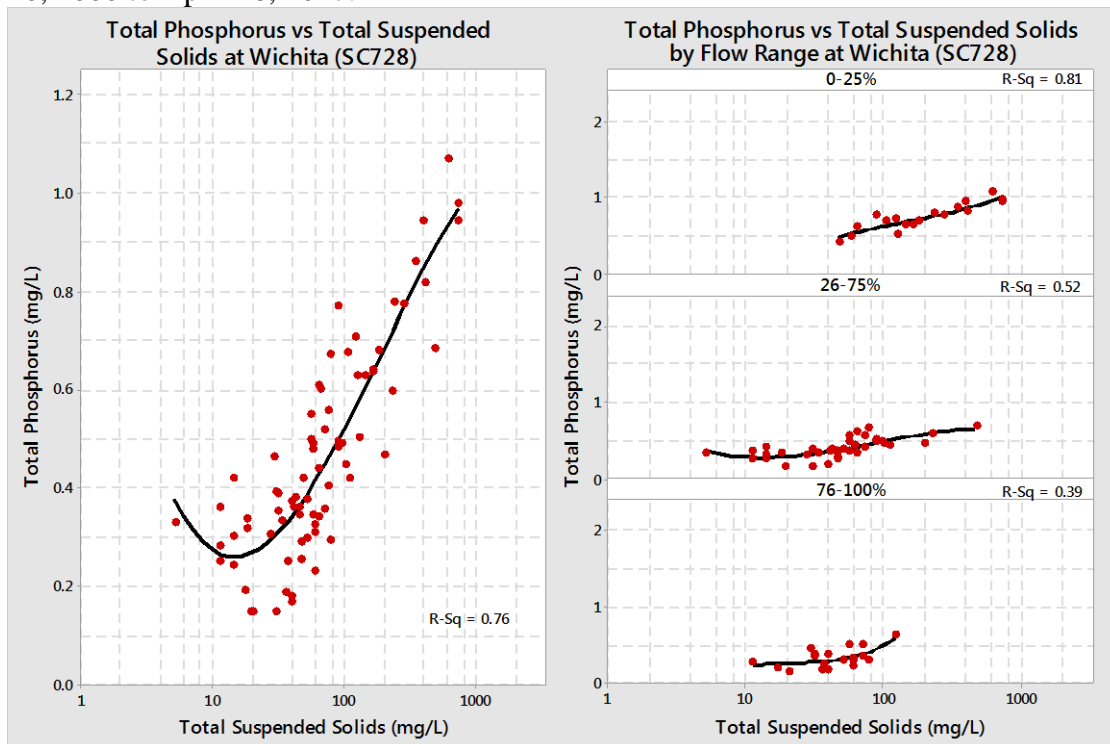 Total Phosphorus vs Total Suspended
Solids at Wichita (SC728)
1.2
1.0
0.8
0.6
0.4
0.2
0.0
Total Phosphorus (mg/L)
R-Sq = 0.76
1
10
100
1000
Total Suspended Solids (mg/L)
Total Phosphorus vs Total Suspended Solids
by Flow Range at Wichita (SC728)
0-25%
R-Sq = 0.81
2
1
0
26-75%
R-Sq = 0.52
2
1
0
76-100%
R-Sq = 0.39
2
1
0
Total Phosphorus (mg/L)
1
10
100
1000
Total Suspended Solids (mg/L)